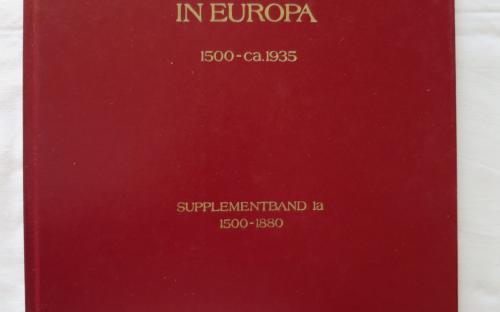 IN EUROPA
1500-ca.1935
SUPPLEMENTBAND 1a
1500-1880